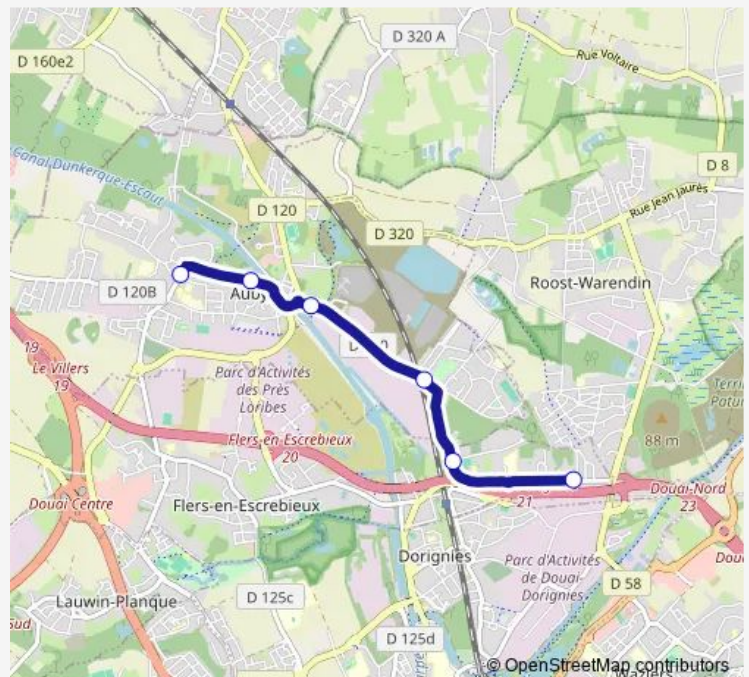 D 320 A
D 160e2
Rue Voltaire
Canal Dunkerque-Escaut
D 8
Rue Jean Jaurès
D 120
D 320
Roost-Warendin
D 120B
19
Le Villers
19
Parc d'Activités
des Près
Loribes
88 m
Flers-en-Escrebieux
20
Douai Centre
Flers-en-Escrebieux
21
Douai-Nord
23
Dorignies
Parc d'Activités
de Douai-
Dorignies
D 58
Lauwin-Planque
D 125c
D 125d
© OpenStreetMap contributors